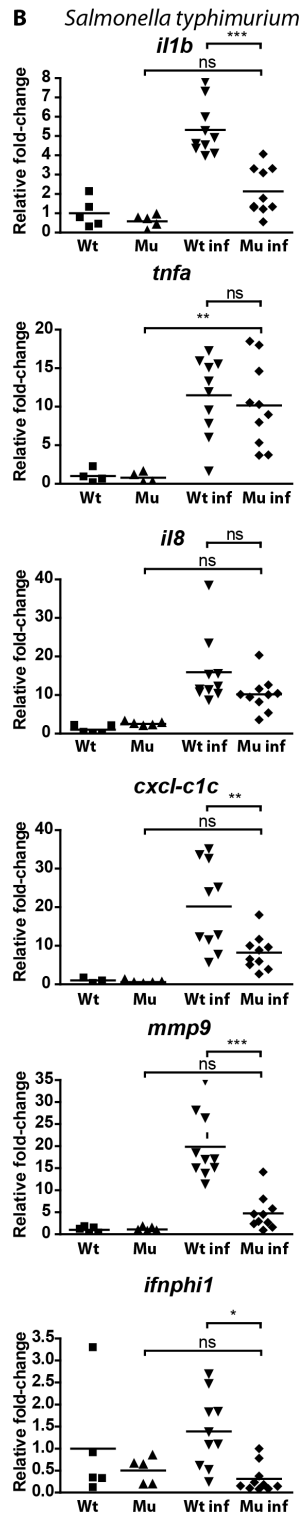 B Salmonella typhimurium
il1b
***
ns
Relative fold-change
8
7
6
5
4
3
2
1
0
Wt Mu Wt inf Mu inf
tnfa
ns
**
Relative fold-change
20
15
10
5
0
Wt Mu Wt inf Mu inf
il8
ns
ns
Relative fold-change
40
30
20
10
0
Wt Mu Wt inf Mu inf
cxcl-c1c
**
ns
Relative fold-change
40
30
20
10
0
Wt Mu Wt inf Mu inf
mmp9
***
ns
Relative fold-change
35
30
25
20
15
10
5
0
Wt Mu Wt inf Mu inf
ifnphi1
*
ns
Relative fold-change
3.5
3.0
2.5
2.0
1.5
1.0
0.5
0.0
Wt Mu Wt inf Mu inf